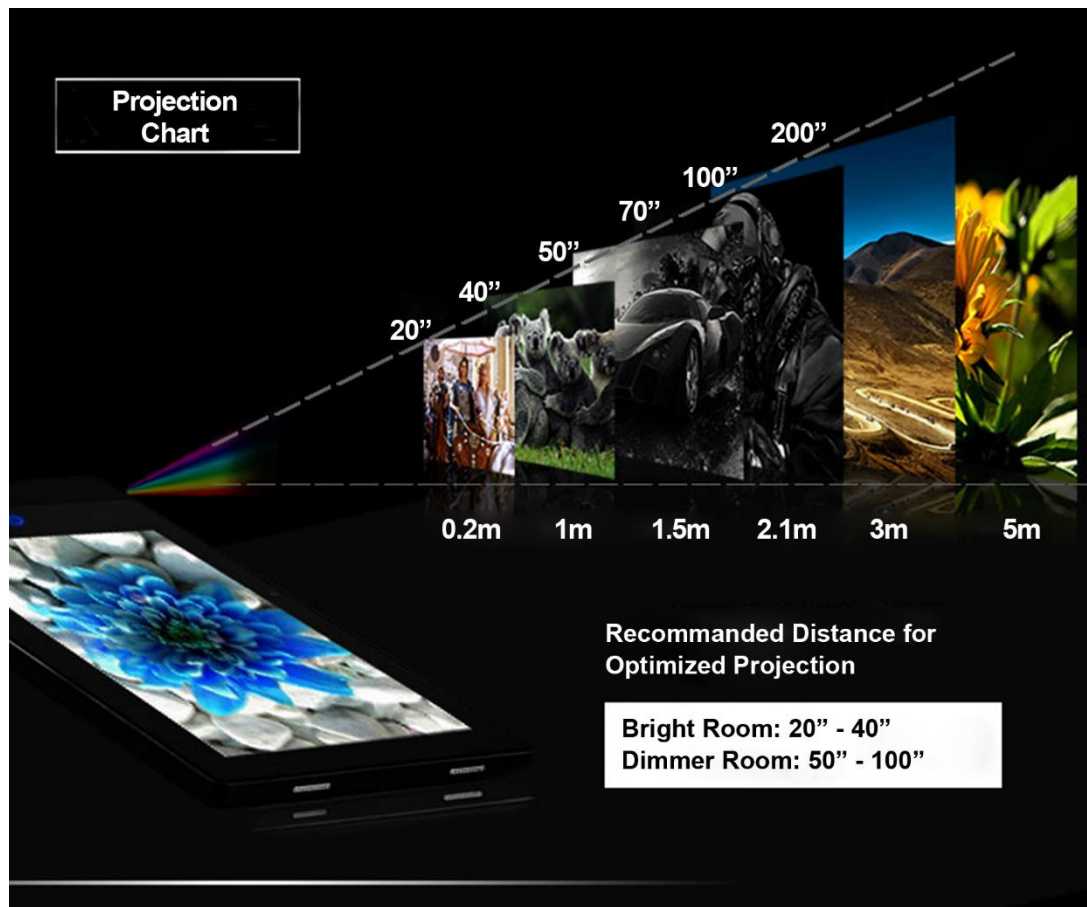 Projection
Chart
200”
100”
70”
50”
40”
20”
0.2m 1m 1.5m 2.1m 3m 5m
Recommanded Distance for
Optimized Projection
Bright Room: 20” - 40”
Dimmer Room: 50” - 100”